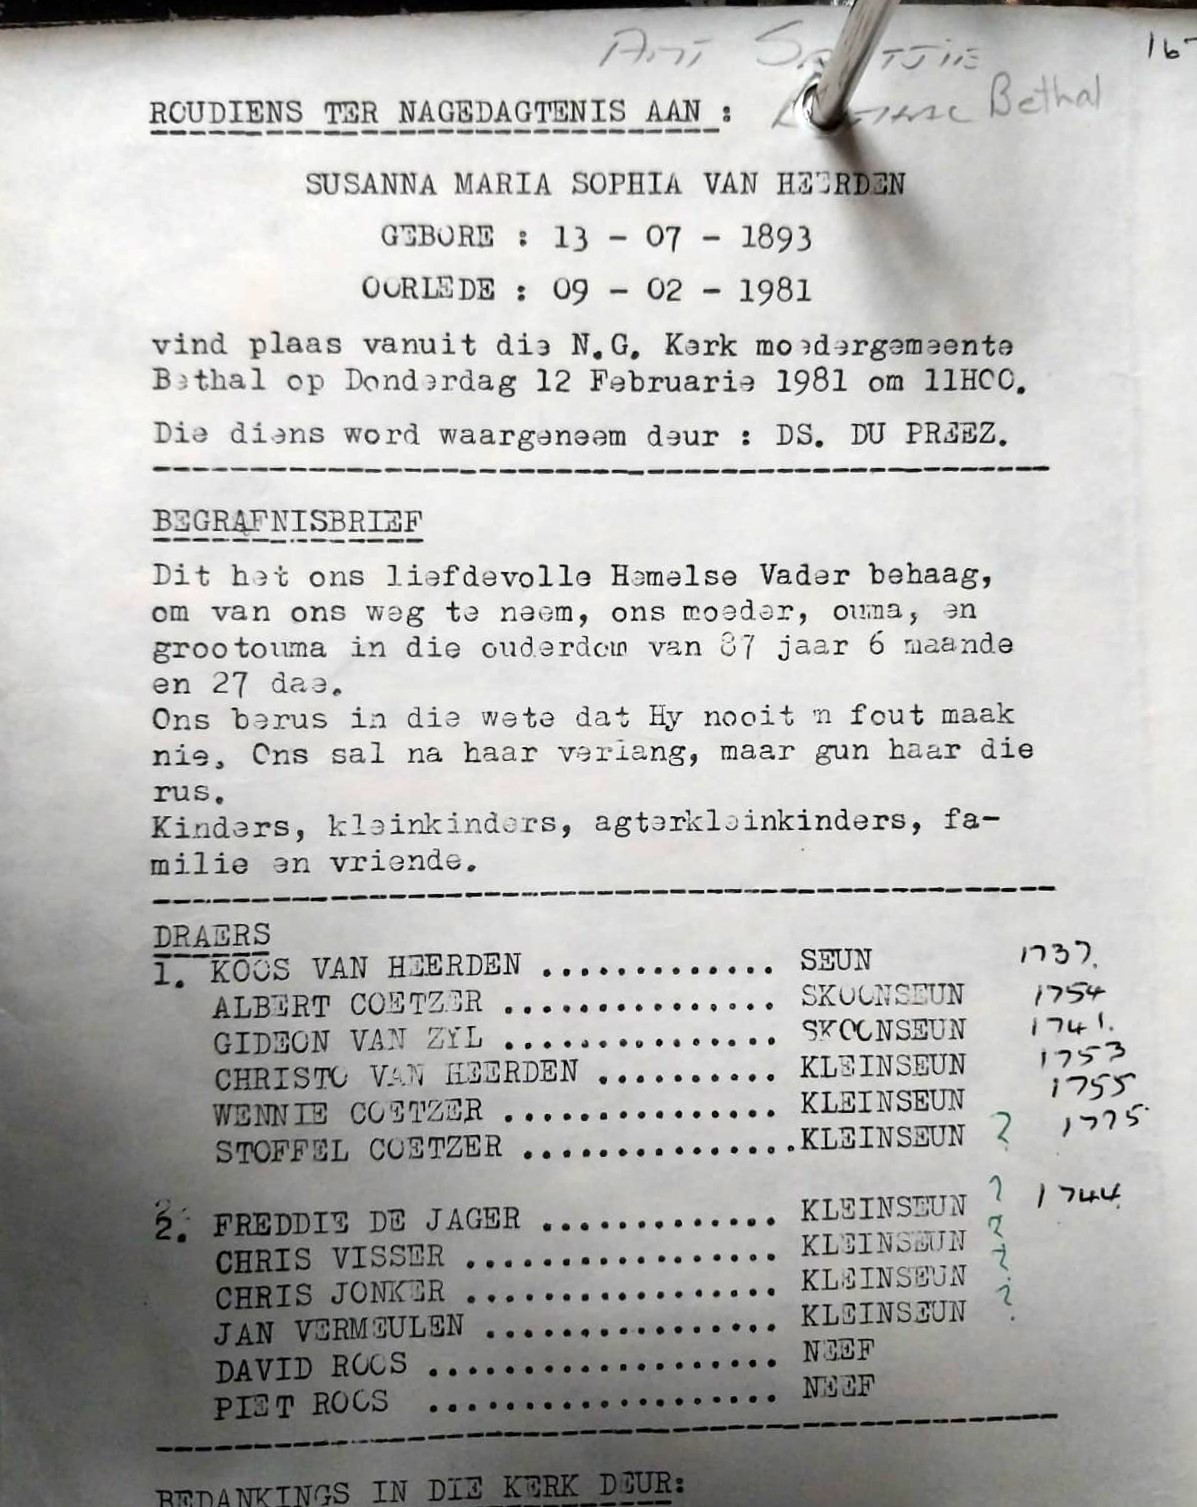 Bethal
16
ROUDIENS TER NAGEDAGTENIS AAN :
SUSANNA MARIA SOPHIA VAN HEERDEN
GEBORE : 13 - 07 - 1893
OORLEDE : 09 - 02 - 1981
vind plaas vanuit die N.G. Kerk moedergemeente
Bethal op Donderdag 12 Februarie 1981 om 11H00.
Die diens word waargeneem deur : DS. DU PREEZ.
BEGRAFNISBRIEF
Dit het ons liefdevolle Hemelse Vader behaag,
om van ons weg te neem, ons moeder, ouma, en
grootouma in die ouderdom van 87 jaar 6 maande
en 27 dae.
Ons berus in die wete dat Hy nooit 'n fout maak
nie. Ons sal na haar verlang, maar gun haar die
rus.
Kinders, kleinkinders, agterkleinkinders, fa-
milie en vriende.
DRAERS
1. KOOS VAN HEERDEN ............. SEUN 1737.
ALBERT COETZER ............... SKOONSEUN 1754
GIDEON VAN ZYL ............... SKOONSEUN 1741.
CHRISTO VAN HEERDEN .......... KLEINSEUN 1753
WENNIE COETZER ............... KLEINSEUN 1755
STOFFEL COETZER ...............KLEINSEUN ? 1775
2. FREDDIE DE JAGER ............. KLEINSEUN ? 1744.
CHRIS VISSER ................. KLEINSEUN ?
CHRIS JONKER ................. KLEINSEUN ?
JAN VERMEULEN ................ KLEINSEUN ?
DAVID ROOS ................... NEEF
PIET ROOS ................... NEEF
BEDANKINGS IN DIE KERK DEUR: